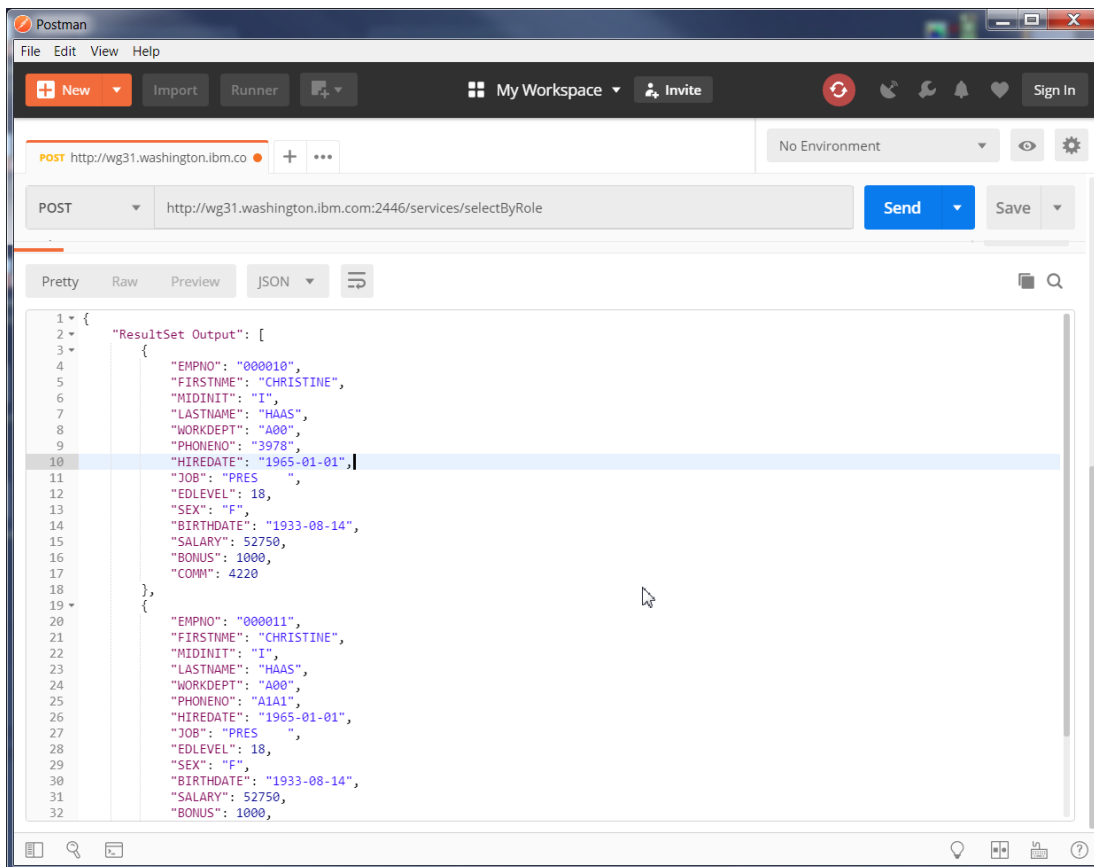 Postman
File Edit View Help
New Import Runner My Workspace Invite Sign In
POST http://wg31.washington.ibm.co No Environment
POST http://wg31.washington.ibm.com:2446/services/selectByRole Send Save
Pretty Raw Preview JSON
1 {
2 "ResultSet Output": [
3 {
4 "EMPNO": "000010",
5 "FIRSTNME": "CHRISTINE",
6 "MIDINIT": "I",
7 "LASTNAME": "HAAS",
8 "WORKDEPT": "A00",
9 "PHONENO": "3978",
10 "HIREDATE": "1965-01-01",
11 "JOB": "PRES    ",
12 "EDLEVEL": 18,
13 "SEX": "F",
14 "BIRTHDATE": "1933-08-14",
15 "SALARY": 52750,
16 "BONUS": 1000,
17 "COMM": 4220
18 },
19 {
20 "EMPNO": "000011",
21 "FIRSTNME": "CHRISTINE",
22 "MIDINIT": "I",
23 "LASTNAME": "HAAS",
24 "WORKDEPT": "A00",
25 "PHONENO": "A1A1",
26 "HIREDATE": "1965-01-01",
27 "JOB": "PRES    ",
28 "EDLEVEL": 18,
29 "SEX": "F",
30 "BIRTHDATE": "1933-08-14",
31 "SALARY": 52750,
32 "BONUS": 1000,